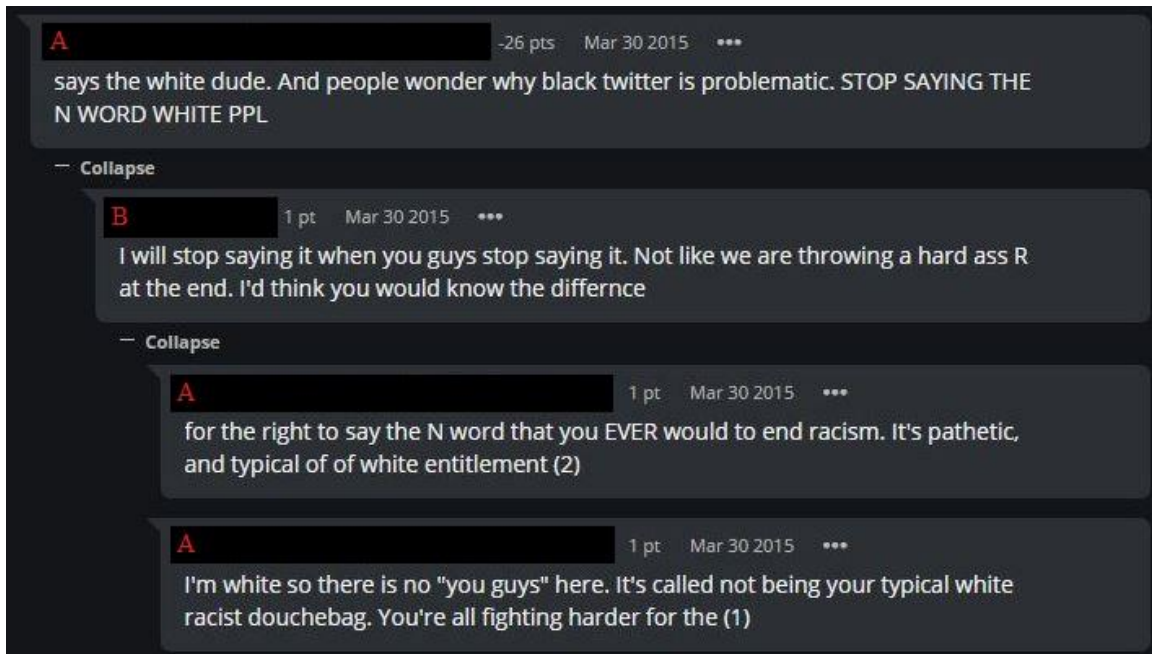 A -26 pts Mar 30 2015 •••
says the white dude. And people wonder why black twitter is problematic. STOP SAYING THE
N WORD WHITE PPL
— Collapse
B 1 pt Mar 30 2015 •••
I will stop saying it when you guys stop saying it. Not like we are throwing a hard ass R
at the end. I'd think you would know the differnce
— Collapse
A 1 pt Mar 30 2015 •••
for the right to say the N word that you EVER would to end racism. It's pathetic,
and typical of of white entitlement (2)
A 1 pt Mar 30 2015 •••
I'm white so there is no "you guys" here. It's called not being your typical white
racist douchebag. You're all fighting harder for the (1)